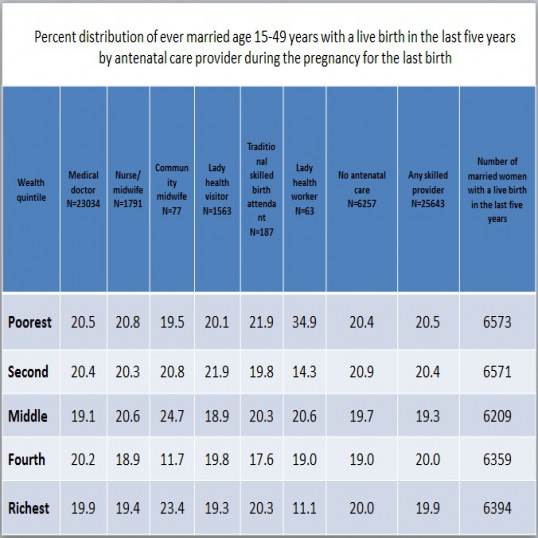 Percent distribution of ever married age 15-49 years with a live birth in the last five years
by antenatal care provider during the pregnancy for the last birth
Wealth quintile | Medical doctor N=23034 | Nurse/ midwife N=1791 | Commun ity midwife N=77 | Lady health visitor N=1563 | Traditio nal skilled birth attenda nt N=187 | Lady health worker N=63 | No antenatal care N=6257 | Any skilled provider N=25643 | Number of married women with a live birth in the last five years
Poorest 20.5 20.8 19.5 20.1 21.9 34.9 20.4 20.5 6573
Second 20.4 20.3 20.8 21.9 19.8 14.3 20.9 20.4 6571
Middle 19.1 20.6 24.7 18.9 20.3 20.6 19.7 19.3 6209
Fourth 20.2 18.9 11.7 19.8 17.6 19.0 19.0 20.0 6359
Richest 19.9 19.4 23.4 19.3 20.3 11.1 20.0 19.9 6394